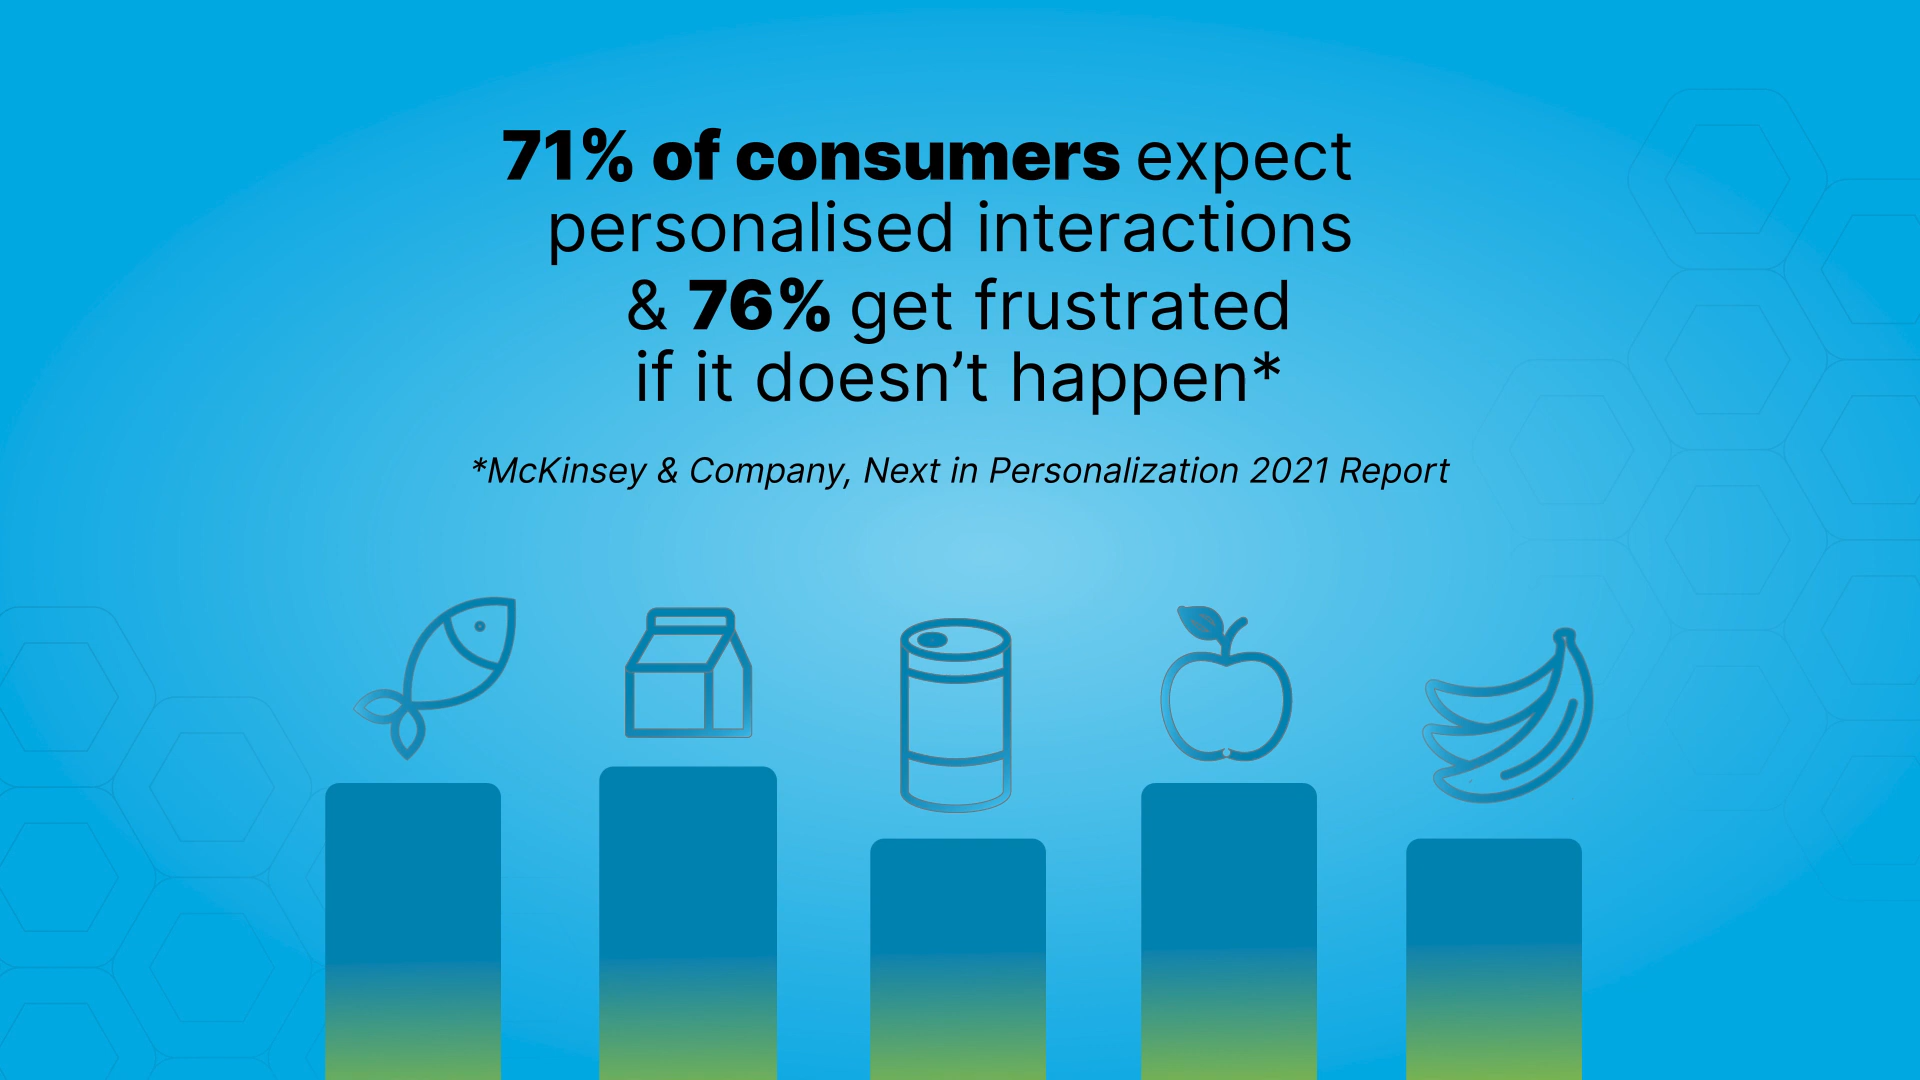 71% of consumers expect
personalised interactions
& 76% get frustrated
if it doesn’t happen*
*McKinsey & Company, Next in Personalization 2021 Report